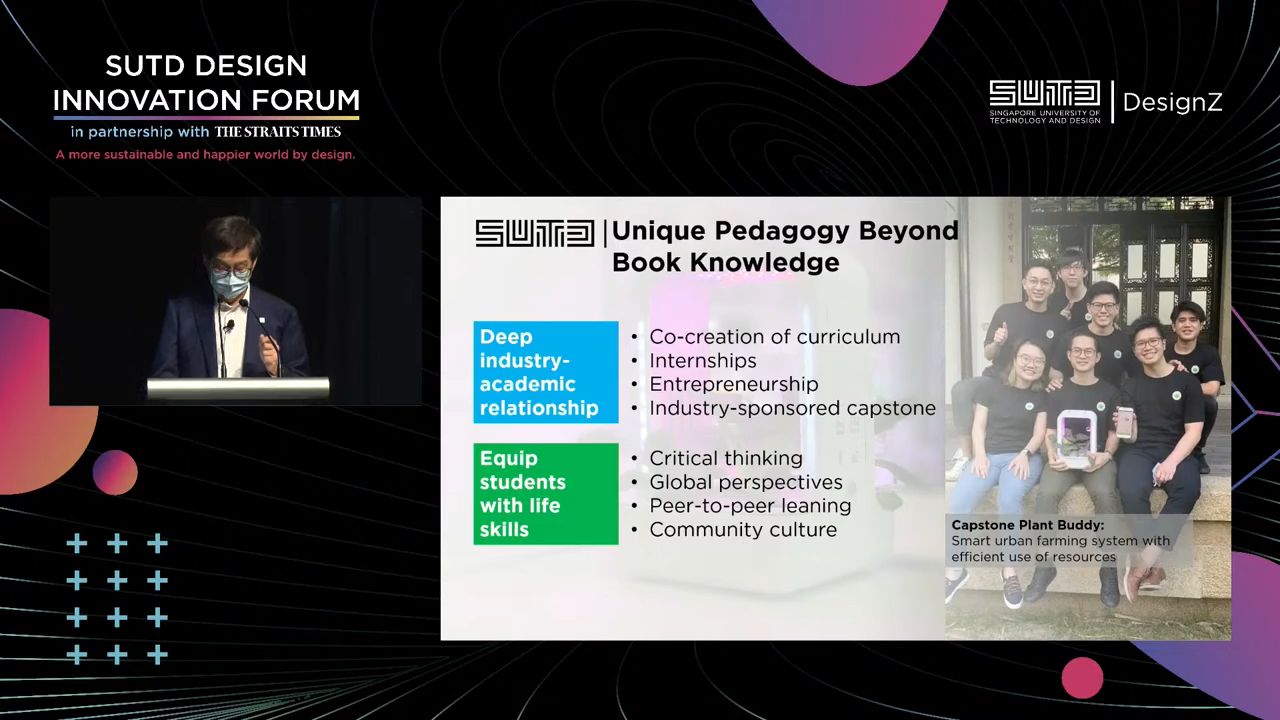 SUTD DESIGN
INNOVATION FORUM
in partnership with THE STRAITS TIMES
A more sustainable and happier world by design.
SUTD
SINGAPORE UNIVERSITY OF
TECHNOLOGY AND DESIGN
DesignZ
SUTD
Unique Pedagogy Beyond
Book Knowledge
Deep
industry-
academic
relationship
• Co-creation of curriculum
• Internships
• Entrepreneurship
• Industry-sponsored capstone
Equip
students
with life
skills
• Critical thinking
• Global perspectives
• Peer-to-peer leaning
• Community culture
Capstone Plant Buddy:
Smart urban farming system with
efficient use of resources